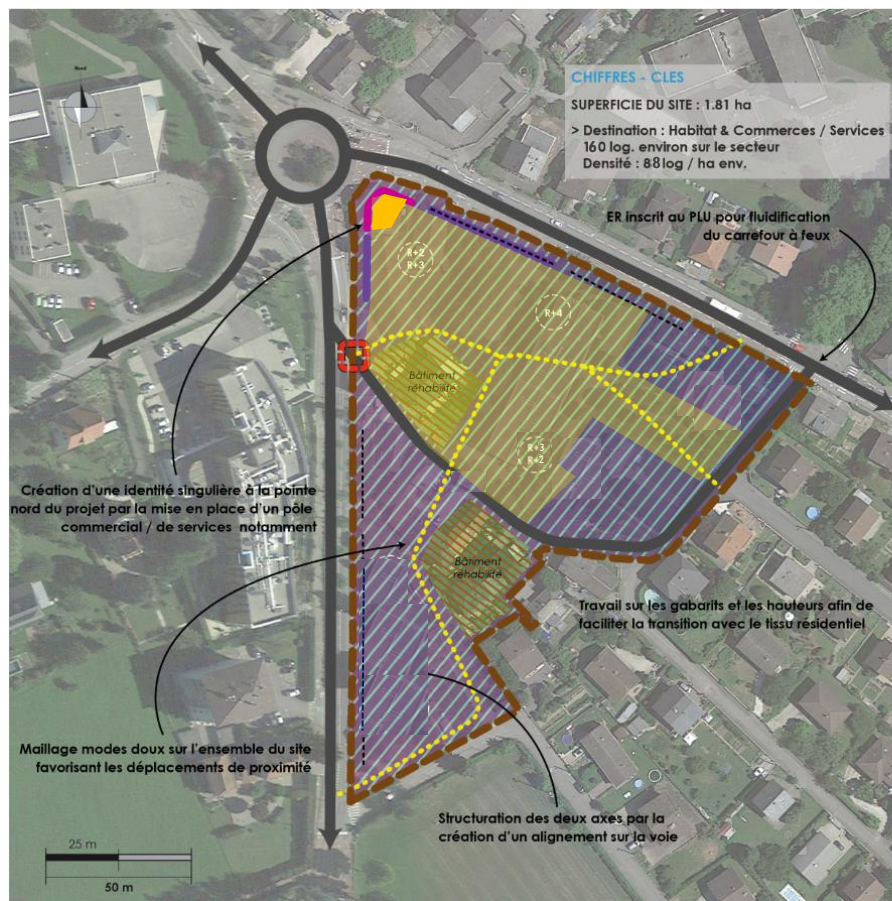 Nord
CHIFFRES - CLES
SUPERFICIE DU SITE : 1.81 ha
> Destination : Habitat & Commerces / Services
160 log. environ sur le secteur
Densité : 88 log / ha env.
ER inscrit au PLU pour fluidification
du carrefour à feux
R+2
R+3
R+4
Bâtiment
réhabilité
R+3
R+2
Création d'une identité singulière à la pointe
nord du projet par la mise en place d'un pôle
commercial / de services notamment
Bâtiment
réhabilité
Travail sur les gabarits et les hauteurs afin de
faciliter la transition avec le tissu résidentiel
Maillage modes doux sur l'ensemble du site
favorisant les déplacements de proximité
Structuration des deux axes par la
création d'un alignement sur la voie
25 m
50 m